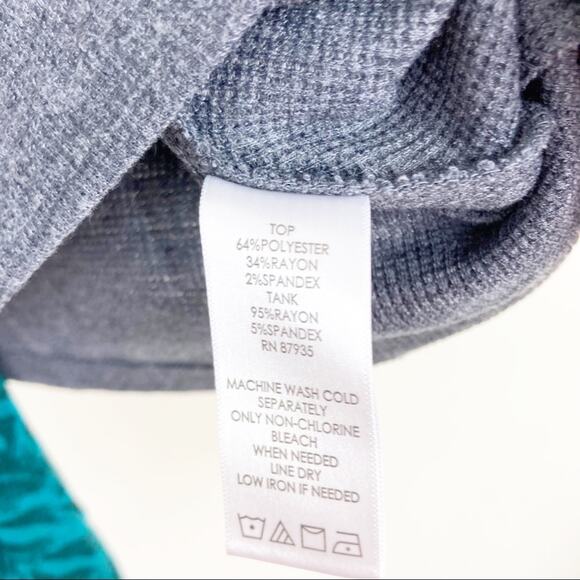 TOP
64%POLYESTER
34%RAYON
2%SPANDEX
TANK
95%RAYON
5%SPANDEX
RN 87935
MACHINE WASH COLD
SEPARATELY
ONLY NON-CHLORINE
BLEACH
WHEN NEEDED
LINE DRY
LOW IRON IF NEEDED